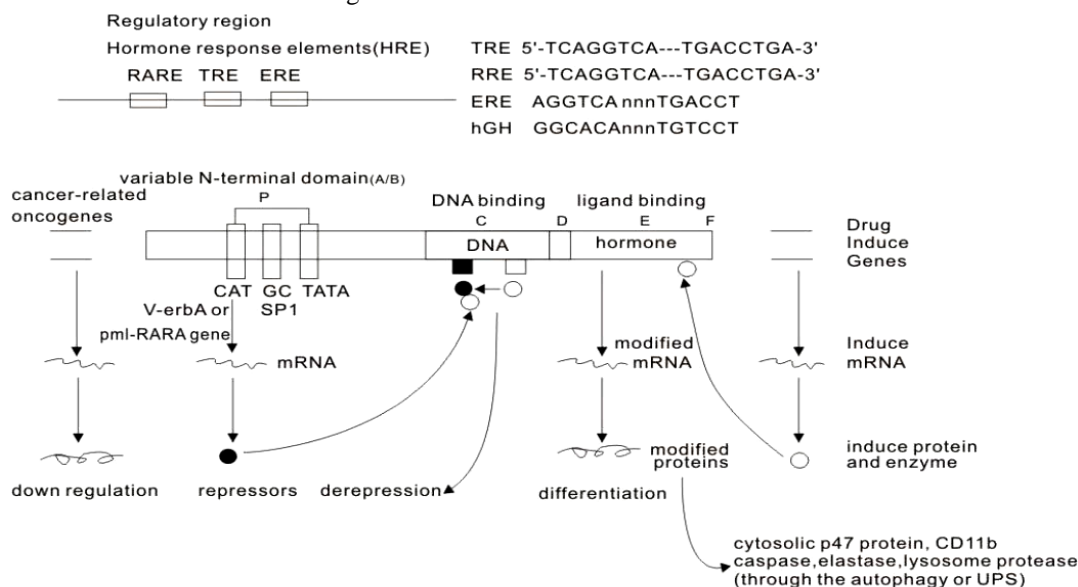 Regulatory region
Hormone response elements(HRE)
RARE TRE ERE
TRE 5'-TCAGGTCA---TGACCTGA-3'
RRE 5'-TCAGGTCA---TGACCTGA-3'
ERE AGGTCAnnnTGACCT
hGH GGCACAnnnTGTCCT
variable N-terminal domain(A/B)
cancer-related
oncogenes
P
DNA binding
C
D
ligand binding
E
F
DNA
hormone
Drug
Induce
Genes
CAT GC TATA
SP1
V-erbA or
pml-RARA gene
mRNA
modified
mRNA
Induce
mRNA
modified
proteins
induce protein
and enzyme
down regulation
repressors
derepression
differentiation
cytosolic p47 protein, CD11b
caspase,elastase,lysosome protease
(through the autophagy or UPS)